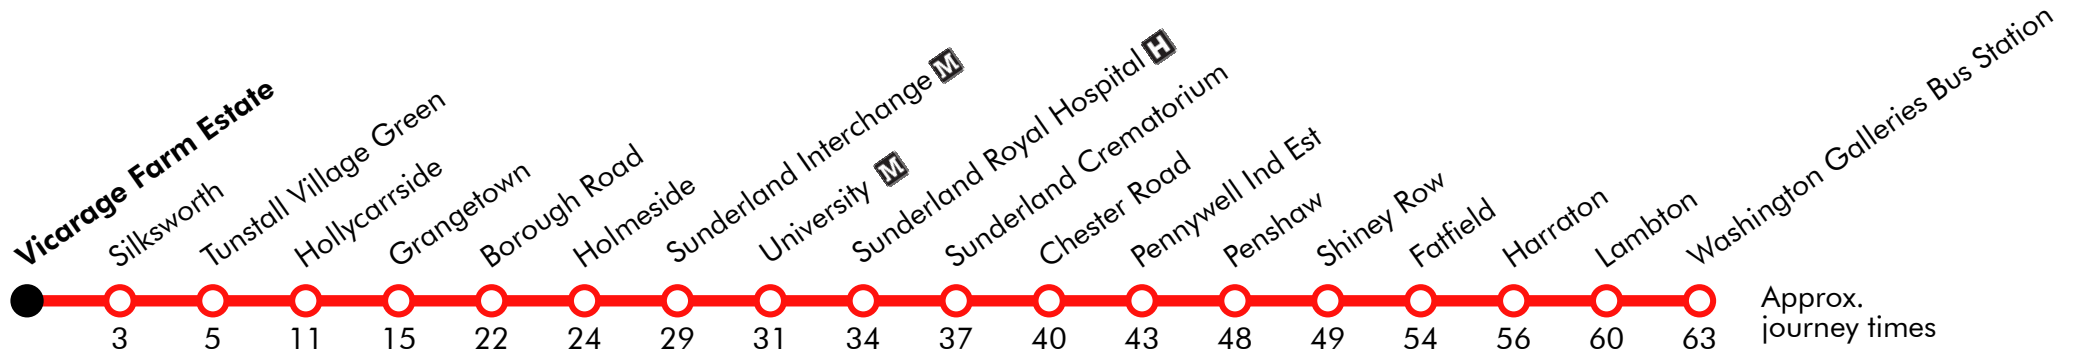 Vicarage Farm Estate
Silksworth
Tunstall Village Green
Hollycarrside
Grangetown
Borough Road
Holmeside
Sunderland Interchange M
University M
Sunderland Royal Hospital H
Sunderland Crematorium
Chester Road
Pennywell Ind Est
Penshaw
Shiney Row
Fatfield
Harraton
Lambton
Washington Galleries Bus Station
3 5 11 15 22 24 29 31 34 37 40 43 48 49 54 56 60 63
Approx.
journey times